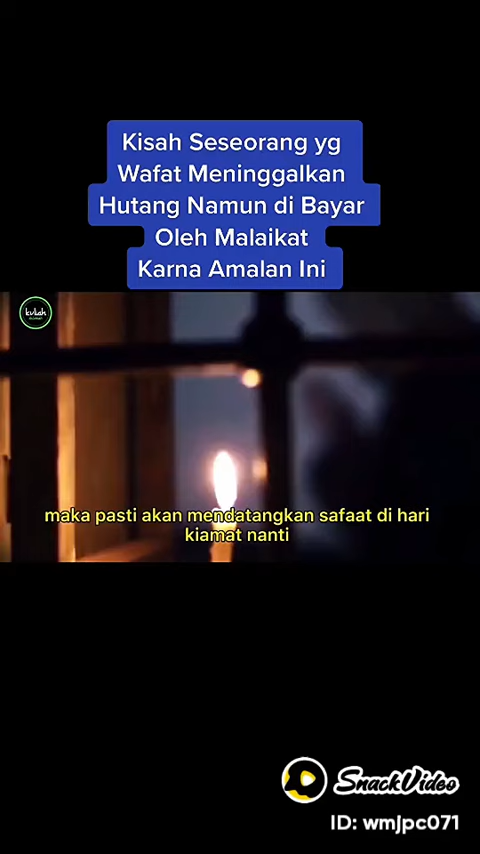 Kisah Seseorang yg
Wafat Meninggalkan
Hutang Namun di Bayar
Oleh Malaikat
Karna Amalan Ini
kuliah
maka pasti akan mendatangkan safaat di hari
kiamat nanti
SnackVideo
ID: wmjpc071